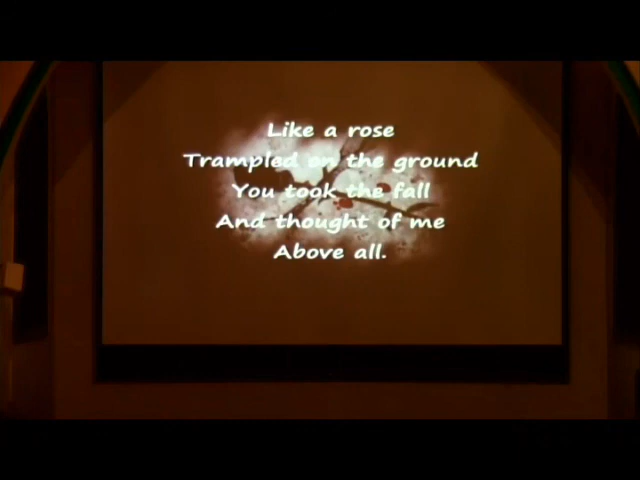 Like a rose
Trampled on the ground
You took the fall
And thought of me
Above all.